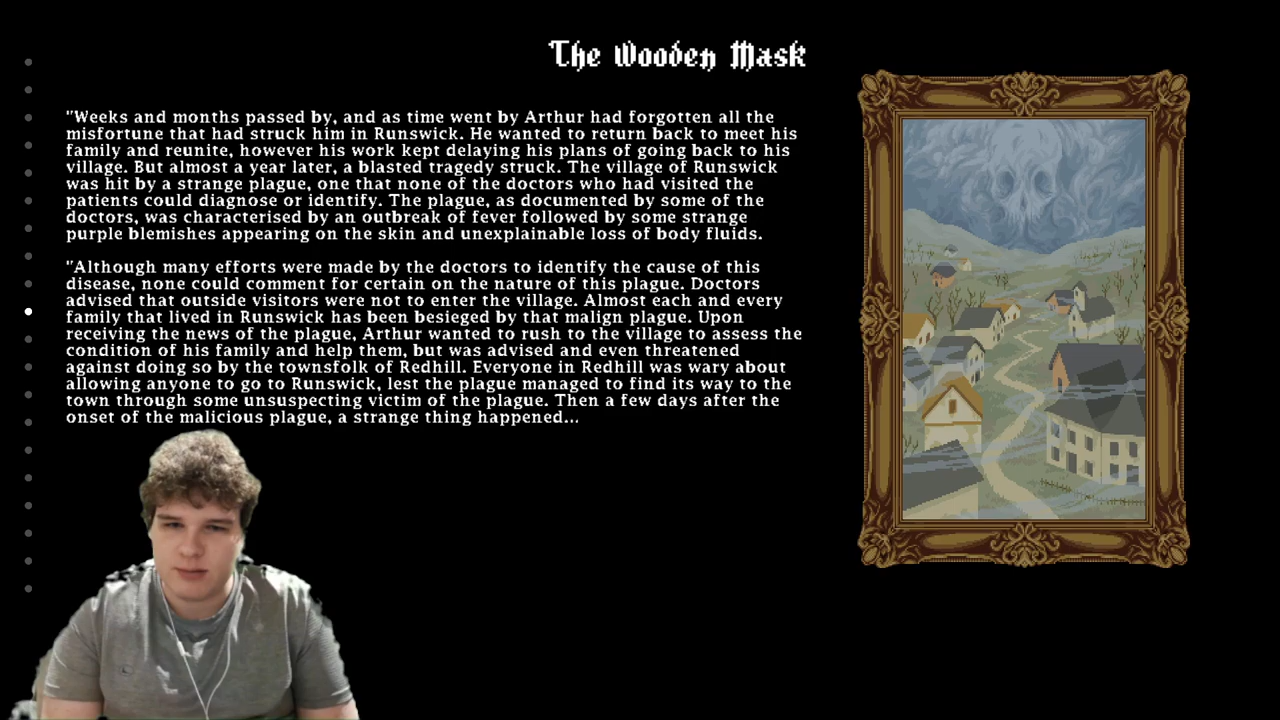 The Wooden Mask
"Weeks and months passed by, and as time went by Arthur had forgotten all the
misfortune that had struck him in Runswick. He wanted to return back to meet his
family and reunite, however his work kept delaying his plans of going back to his
village. But almost a year later, a blasted tragedy struck. The village of Runswick
was hit by a strange plague, one that none of the doctors who had visited the
patients could diagnose or identify. The plague, as documented by some of the
doctors, was characterised by an outbreak of fever followed by some strange
purple blemishes appearing on the skin and unexplainable loss of body fluids.
"Although many efforts were made by the doctors to identify the cause of this
disease, none could comment for certain on the nature of this plague. Doctors
advised that outside visitors were not to enter the village. Almost each and every
family that lived in Runswick has been besieged by that malign plague. Upon
receiving the news of the plague, Arthur wanted to rush to the village to assess the
condition of his family and help them, but was advised and even threatened
against doing so by the townsfolk of Redhill. Everyone in Redhill was wary about
allowing anyone to go to Runswick, lest the plague managed to find its way to the
town through some unsuspecting victim of the plague. Then a few days after the
onset of the malicious plague, a strange thing happened...